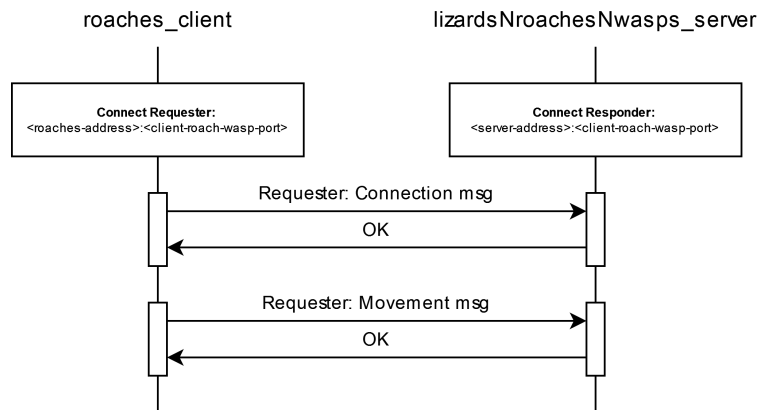 roaches_client
lizardsNroachesNwasps_server
Connect Requester:
<roaches-address>:<client-roach-wasp-port>
Connect Responder:
<server-address>:<client-roach-wasp-port>
Requester: Connection msg
OK
Requester: Movement msg
OK